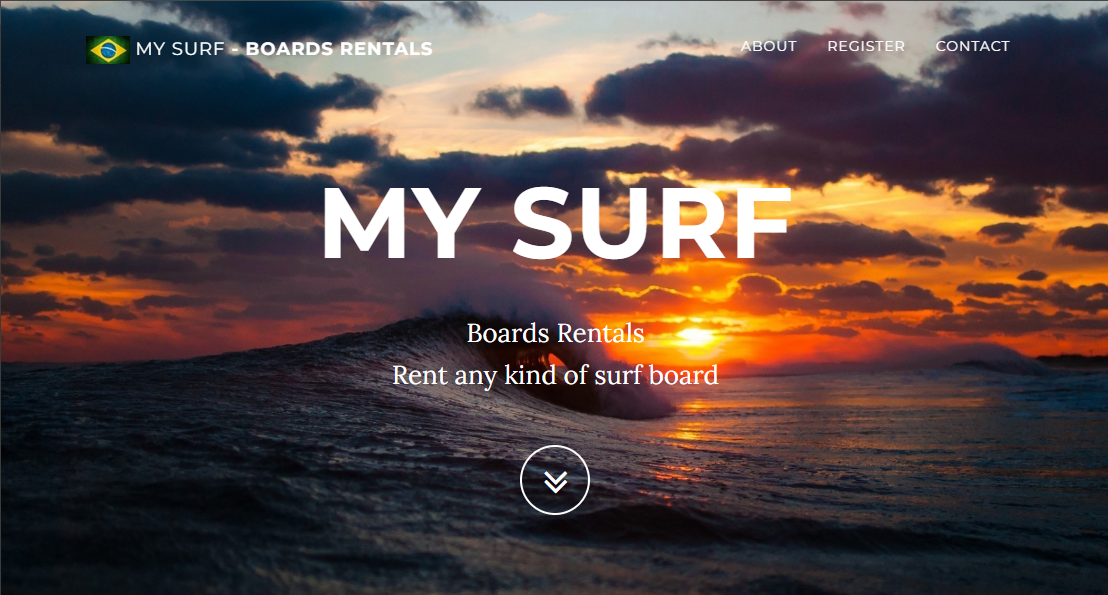 MY SURF - BOARDS RENTALS
ABOUT REGISTER CONTACT
MY SURF
Boards Rentals
Rent any kind of surf board